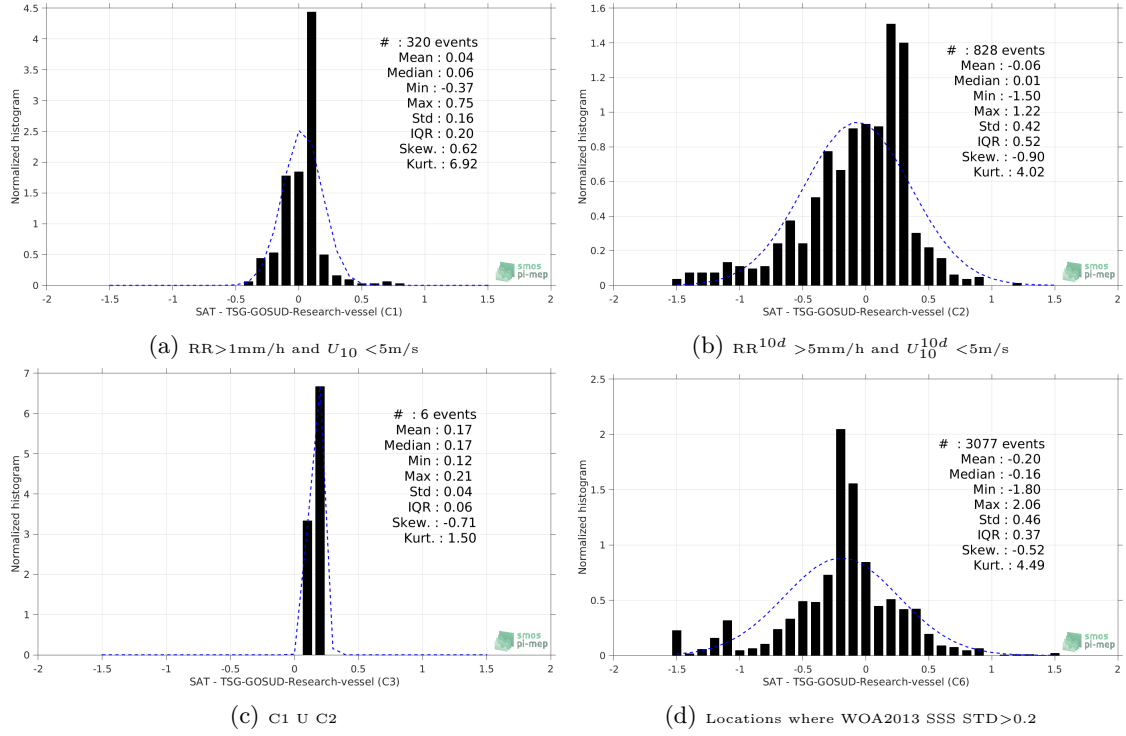 4.5
4
3.5
3
2.5
2
1.5
1
0.5
0
Normalized histogram
# : 320 events
Mean : 0.04
Median : 0.06
Min : -0.37
Max : 0.75
Std : 0.16
IQR : 0.20
Skew. : 0.62
Kurt. : 6.92
smos
pi-mep
-2 -1.5 -1 -0.5 0 0.5 1 1.5 2
SAT - TSG-GOSUD-Research-vessel (C1)
(a) RR>1mm/h and U10 <5m/s
1.6
1.4
1.2
1
0.8
0.6
0.4
0.2
0
Normalized histogram
# : 828 events
Mean : -0.06
Median : 0.01
Min : -1.50
Max : 1.22
Std : 0.42
IQR : 0.52
Skew. : -0.90
Kurt. : 4.02
smos
pi-mep
-2 -1.5 -1 -0.5 0 0.5 1 1.5 2
SAT - TSG-GOSUD-Research-vessel (C2)
(b) RR^10d >5mm/h and U10^10d <5m/s
7
6
5
4
3
2
1
0
Normalized histogram
# : 6 events
Mean : 0.17
Median : 0.17
Min : 0.12
Max : 0.21
Std : 0.04
IQR : 0.06
Skew. : -0.71
Kurt. : 1.50
smos
pi-mep
-2 -1.5 -1 -0.5 0 0.5 1 1.5 2
SAT - TSG-GOSUD-Research-vessel (C3)
(c) C1 U C2
2.5
2
1.5
1
0.5
0
Normalized histogram
# : 3077 events
Mean : -0.20
Median : -0.16
Min : -1.80
Max : 2.06
Std : 0.46
IQR : 0.37
Skew. : -0.52
Kurt. : 4.49
smos
pi-mep
-2 -1.5 -1 -0.5 0 0.5 1 1.5 2
SAT - TSG-GOSUD-Research-vessel (C6)
(d) Locations where WOA2013 SSS STD>0.2